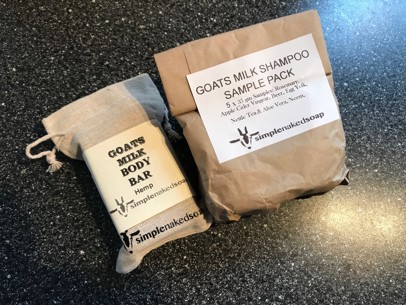 GOATS
MILK
BODY
BAR
Hemp
simplenakedsoap
simplenakedsoap
GOATS MILK SHAMPOO
SAMPLE PACK
5 x 35 gm Samples Rosemary,
Apple Cider Vinegar, Beer, Egg Yolk,
Nettle Tea & Aloe Vera, Neem,
simplenakedsoap